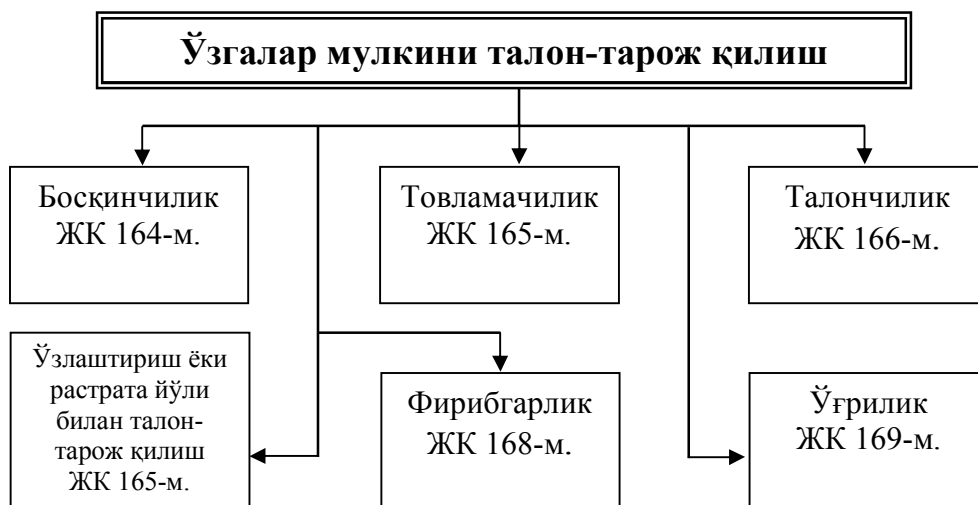 Ўзгалар мулкини талон-тарож қилиш
Босқинчилик
ЖК 164-м.
Товламачилик
ЖК 165-м.
Талончилик
ЖК 166-м.
Ўзлаштириш ёки
растрата йўли
билан талон-
тарож қилиш
ЖК 165-м.
Фирибгарлик
ЖК 168-м.
Ўғрилик
ЖК 169-м.